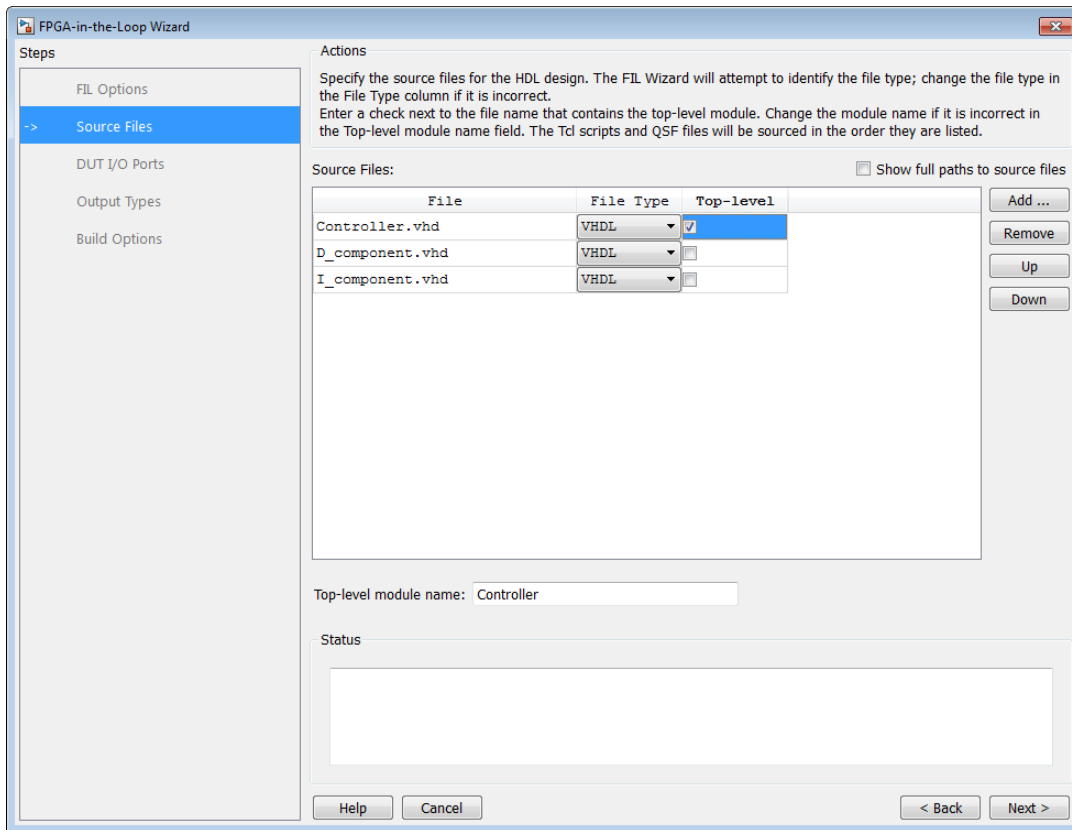 FPGA-in-the-Loop Wizard
Steps
FIL Options
-> Source Files
DUT I/O Ports
Output Types
Build Options
Actions
Specify the source files for the HDL design. The FIL Wizard will attempt to identify the file type; change the file type in
the File Type column if it is incorrect.
Enter a check next to the file name that contains the top-level module. Change the module name if it is incorrect in
the Top-level module name field. The Tcl scripts and QSF files will be sourced in the order they are listed.
Source Files: Show full paths to source files
File File Type Top-level
Controller.vhd VHDL
D_component.vhd VHDL
I_component.vhd VHDL
Add ...
Remove
Up
Down
Top-level module name: Controller
Status
Help Cancel < Back Next >